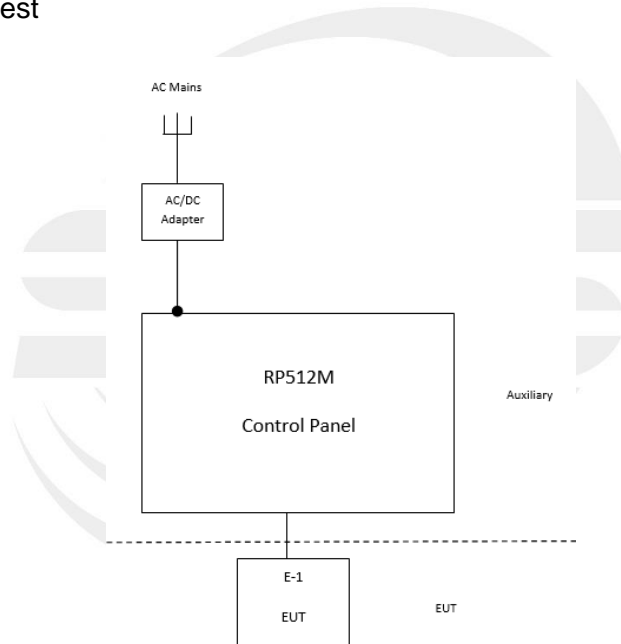 est
AC Mains
AC/DC
Adapter
RP512M
Control Panel
Auxiliary
E-1
EUT
EUT